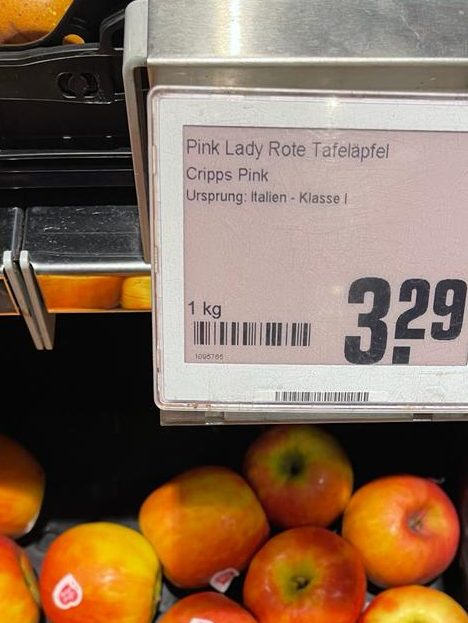 Pink Lady Rote Tafeläpfel
Cripps Pink
Ursprung: Italien - Klasse I
1 kg
3.29
1095765